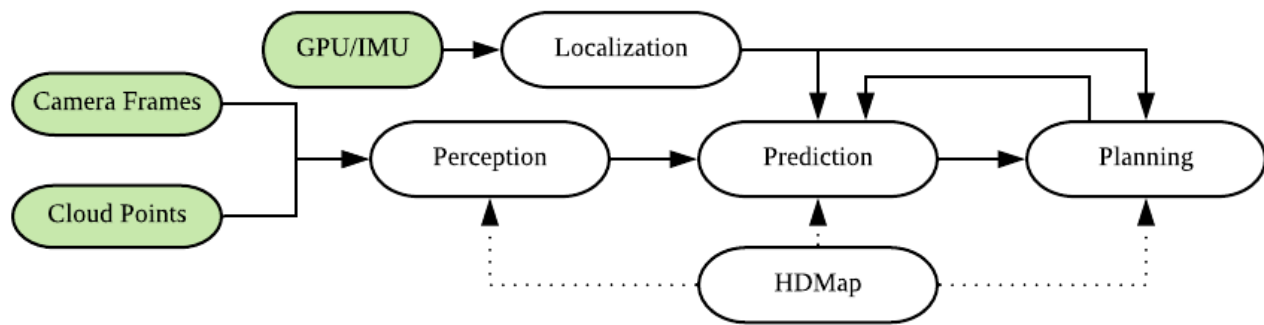 GPU/IMU
Localization
Camera Frames
Perception
Prediction
Planning
Cloud Points
HDMap